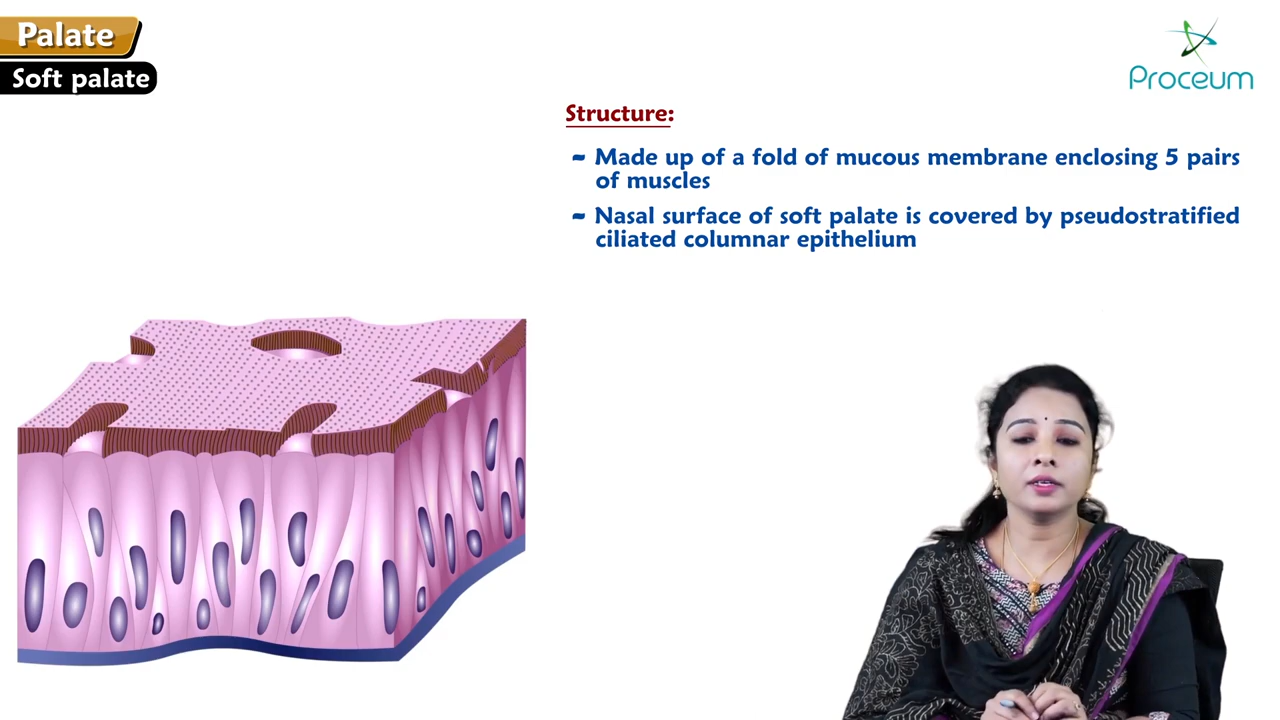 Palate
Soft palate
Proceum
Structure:
~ Made up of a fold of mucous membrane enclosing 5 pairs
of muscles
~ Nasal surface of soft palate is covered by pseudostratified
ciliated columnar epithelium